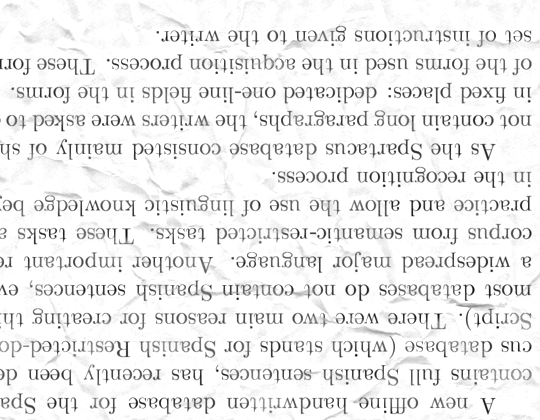 A new offline handwritten database for the Spa
contains full Spanish sentences, has recently been de
cus database (which stands for Spanish Restricted-do
Script). There were two main reasons for creating thi
most databases do not contain Spanish sentences, ev
a widespread major language. Another important re
corpus from semantic-restricted tasks. These tasks a
practice and allow the use of linguistic knowledge bey
in the recognition process.
As the Spartacus database consisted mainly of sh
not contain long paragraphs, the writers were asked to
in fixed places: dedicated one-line fields in the forms.
of the forms used in the acquisition process. These for
set of instructions given to the writer.